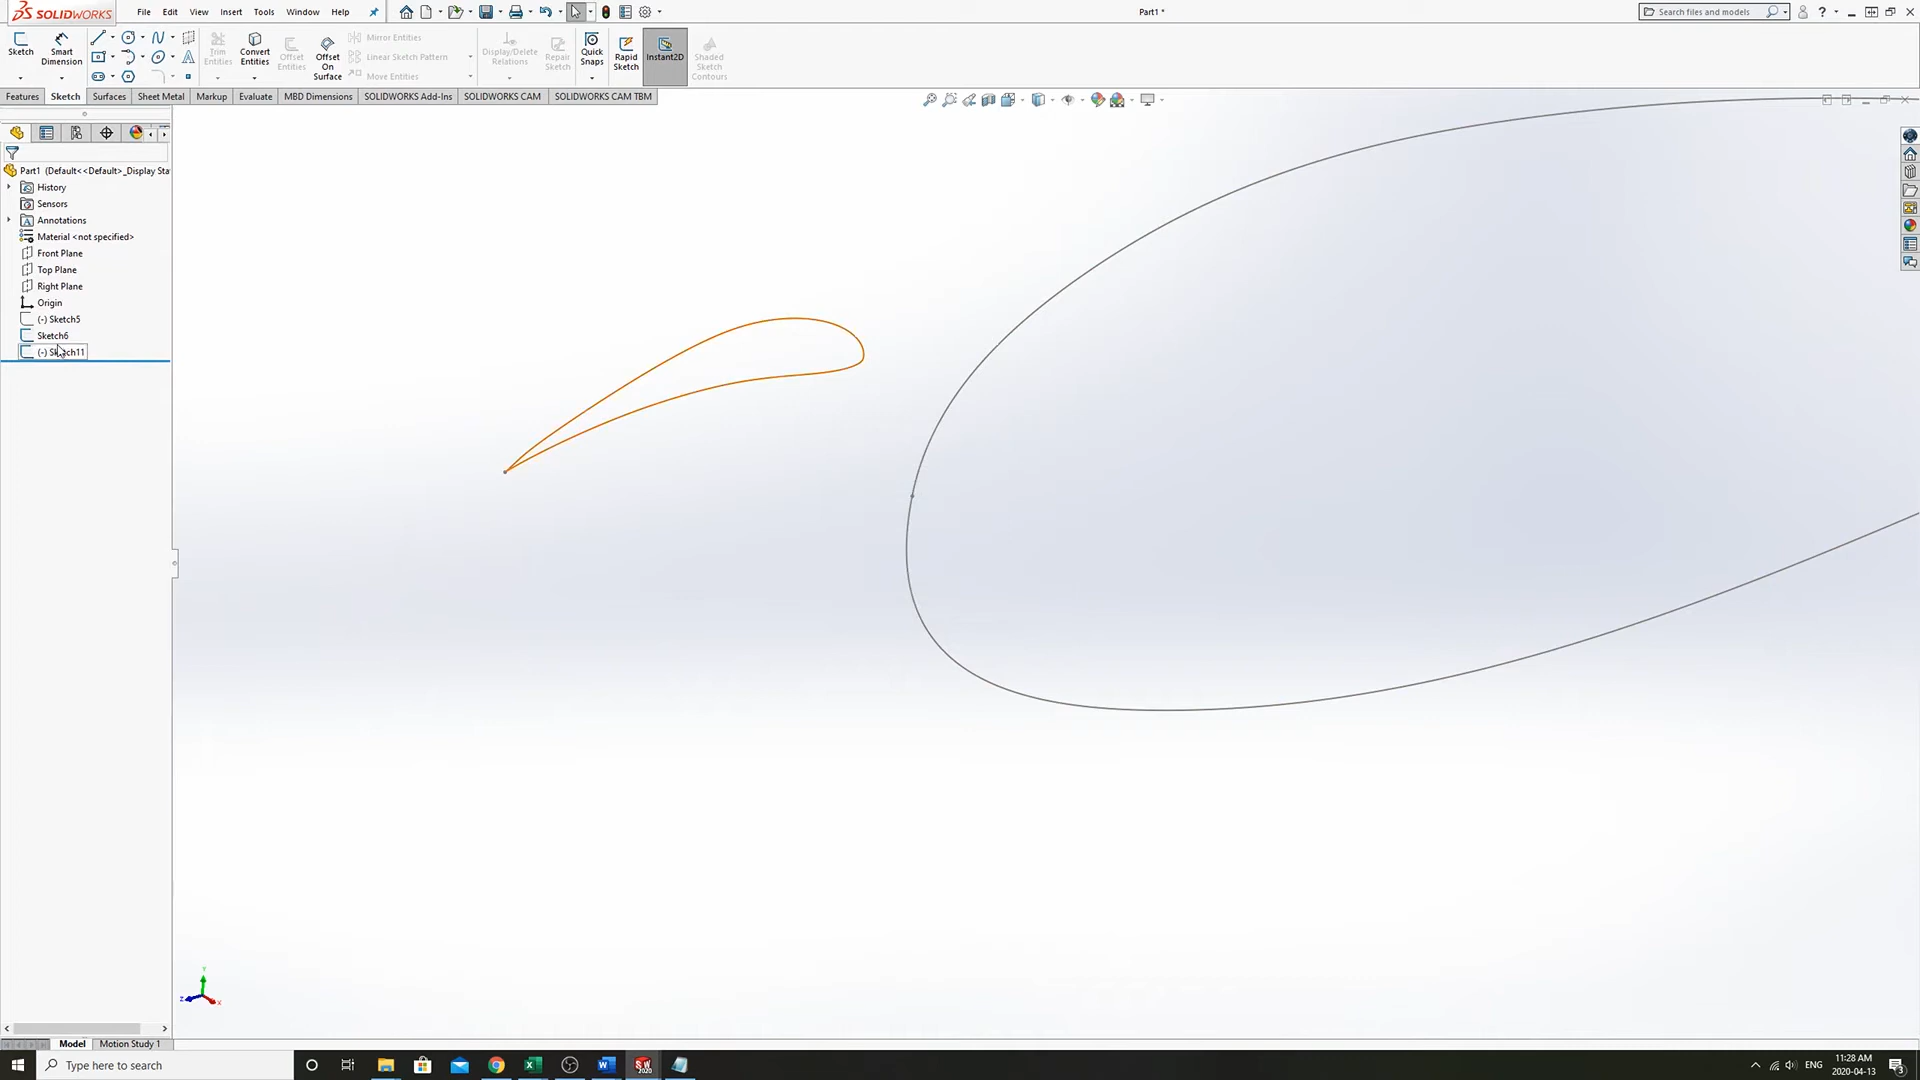 SOLIDWORKS File Edit View Insert Tools Window Help Part1 * Search files and models
Sketch Smart Dimension Trim Entities Convert Entities Offset Entities Offset On Surface Mirror Entities Linear Sketch Pattern Move Entities Display/Delete Relations Repair Sketch Quick Snaps Rapid Sketch Instant2D Shaded Sketch Contours
Features Sketch Surfaces Sheet Metal Markup Evaluate MBD Dimensions SOLIDWORKS Add-Ins SOLIDWORKS CAM SOLIDWORKS CAM TBM
Part1 (Default<<Default>_Display Sta
History
Sensors
Annotations
Material <not specified>
Front Plane
Top Plane
Right Plane
Origin
(-) Sketch5
Sketch6
(-) Sketch11
Y
Z X
Model Motion Study 1
Type here to search
ENG
11:28 AM
2020-04-13